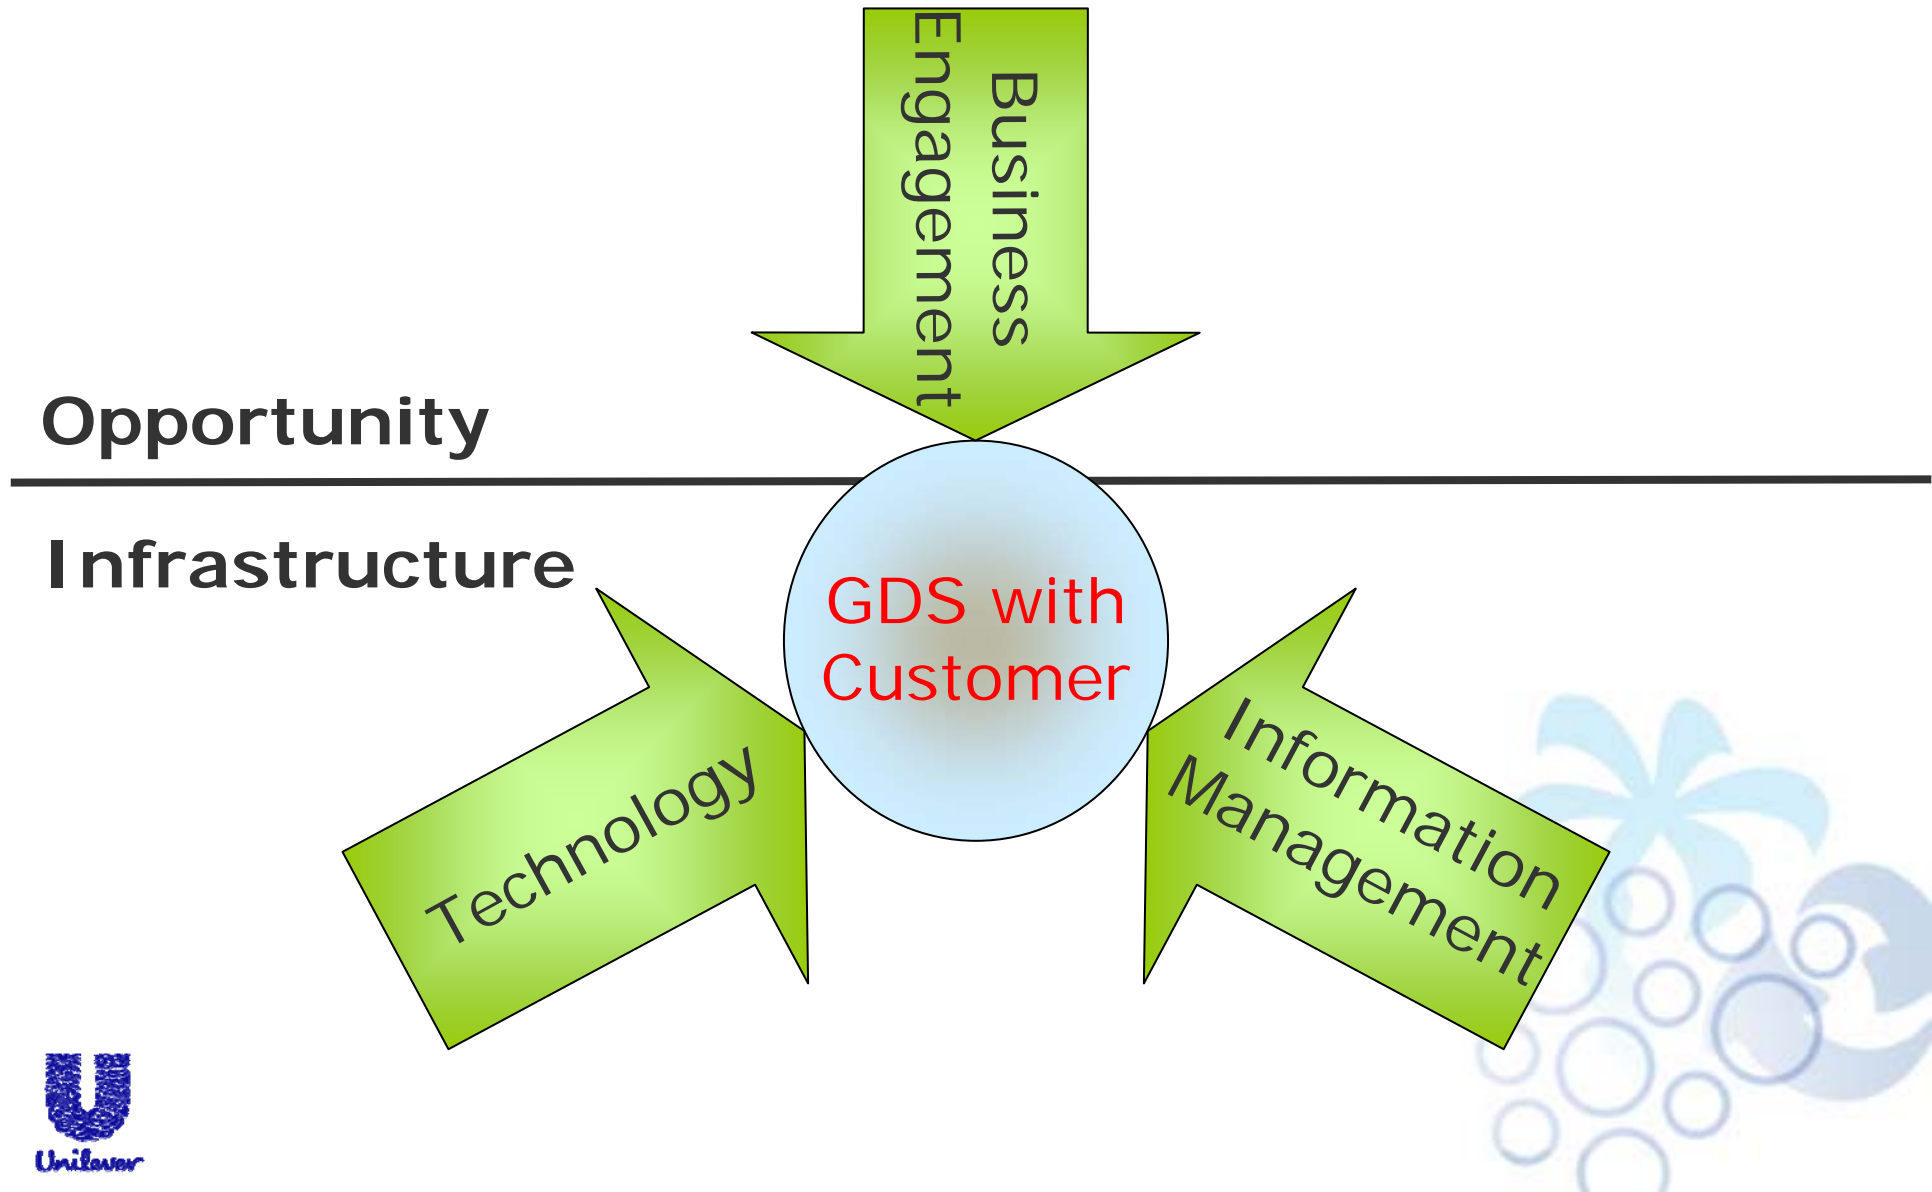 Business
Engagement
Opportunity
Infrastructure
GDS with
Customer
Technology
Information
Management
Unilever